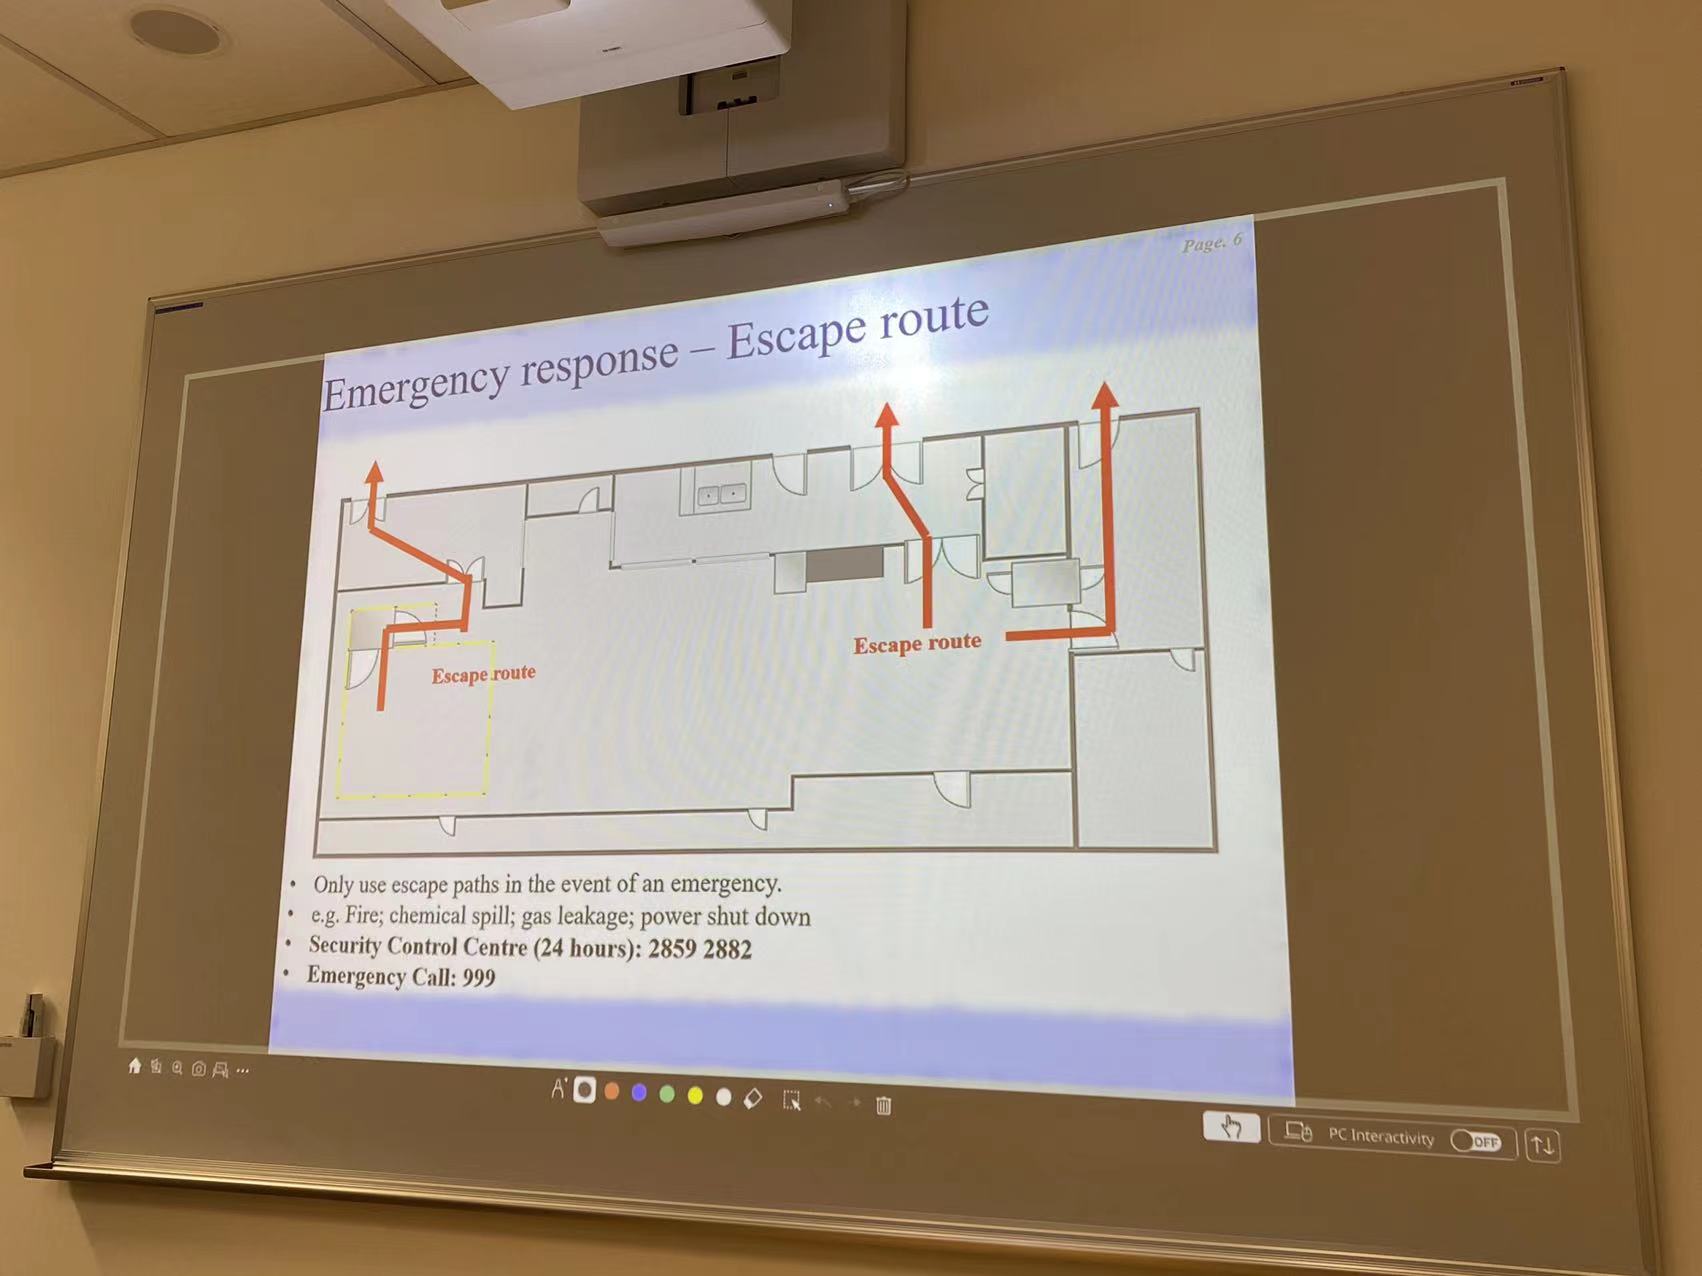 Page. 6
Emergency response – Escape route
Escape route
Escape route
• Only use escape paths in the event of an emergency.
• e.g. Fire; chemical spill; gas leakage; power shut down
• Security Control Centre (24 hours): 2859 2882
• Emergency Call: 999
PC Interactivity
OFF